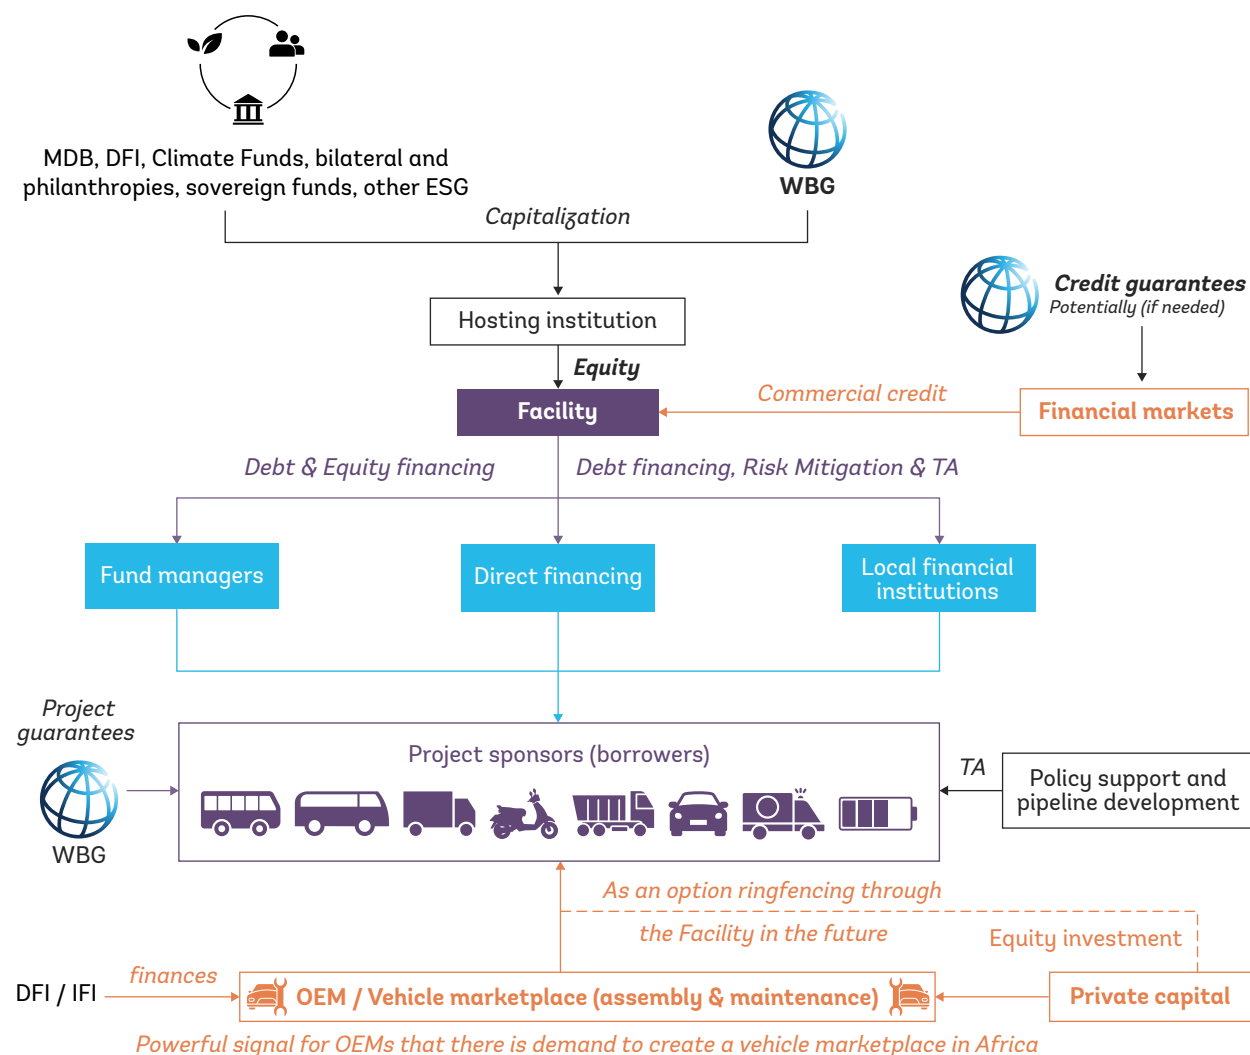 MDB, DFI, Climate Funds, bilateral and
philanthropies, sovereign funds, other ESG
WBG
Capitalization
Hosting institution
Credit guarantees
Potentially (if needed)
Equity
Facility
Commercial credit
Financial markets
Debt & Equity financing
Debt financing, Risk Mitigation & TA
Fund managers
Direct financing
Local financial
institutions
Project
guarantees
WBG
Project sponsors (borrowers)
TA
Policy support and
pipeline development
As an option ringfencing through
the Facility in the future
Equity investment
DFI / IFI
finances
OEM / Vehicle marketplace (assembly & maintenance)
Private capital
Powerful signal for OEMs that there is demand to create a vehicle marketplace in Africa